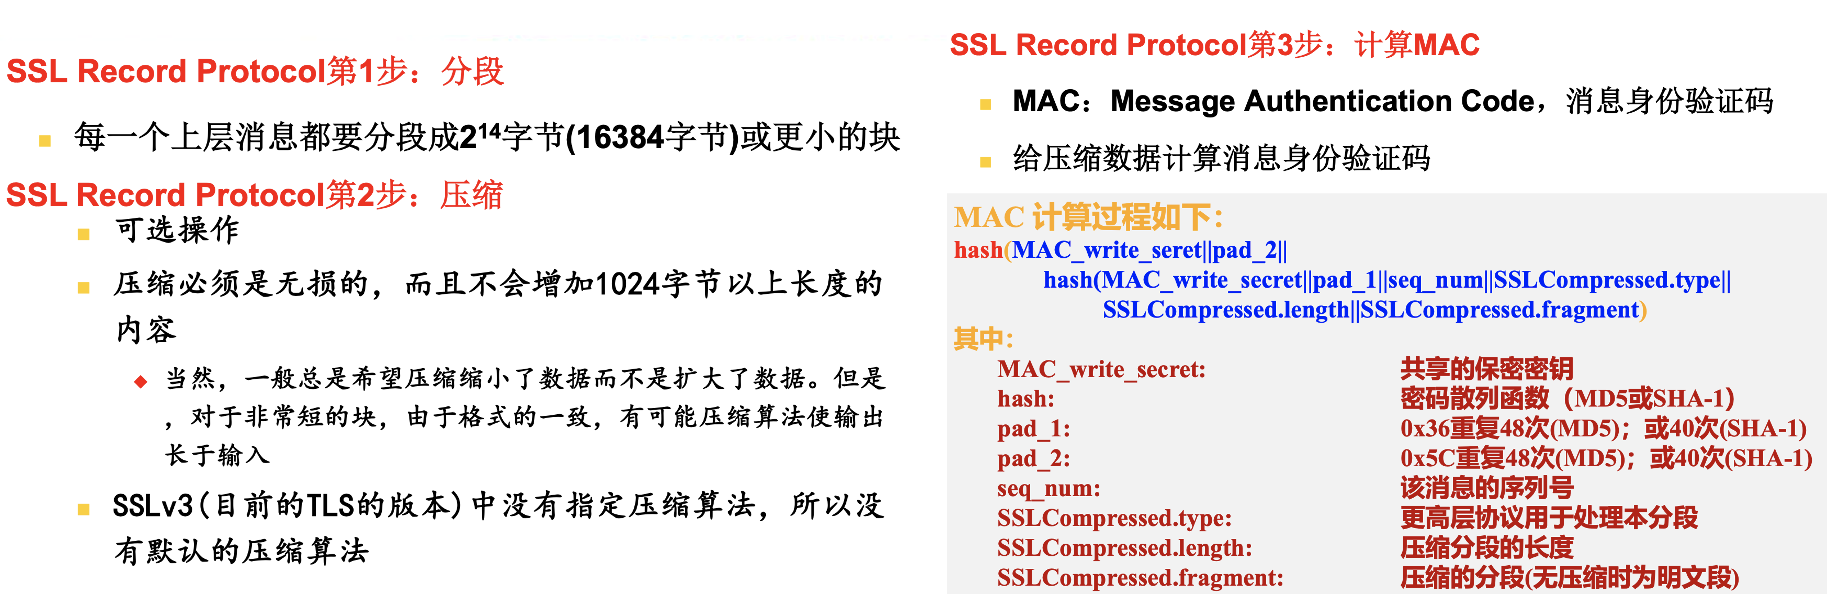 SSL Record Protocol第1步：分段
每一个上层消息都要分段成2¹⁴字节(16384字节)或更小的块
SSL Record Protocol第2步：压缩
可选操作
压缩必须是无损的，而且不会增加1024字节以上长度的
内容
当然，一般总是希望压缩缩小了数据而不是扩大了数据。但是
，对于非常短的块，由于格式的一致，有可能压缩算法使输出
长于输入
SSLv3(目前的TLS的版本)中没有指定压缩算法，所以没
有默认的压缩算法
SSL Record Protocol第3步：计算MAC
MAC：Message Authentication Code，消息身份验证码
给压缩数据计算消息身份验证码
MAC 计算过程如下：
hash(MAC_write_seret||pad_2||
hash(MAC_write_secret||pad_1||seq_num||SSLCompressed.type||
SSLCompressed.length||SSLCompressed.fragment)
其中：
MAC_write_secret: 共享的保密密钥
hash: 密码散列函数（MD5或SHA-1）
pad_1: 0x36重复48次(MD5)；或40次(SHA-1)
pad_2: 0x5C重复48次(MD5)；或40次(SHA-1)
seq_num: 该消息的序列号
SSLCompressed.type: 更高层协议用于处理本分段
SSLCompressed.length: 压缩分段的长度
SSLCompressed.fragment: 压缩的分段(无压缩时为明文段)